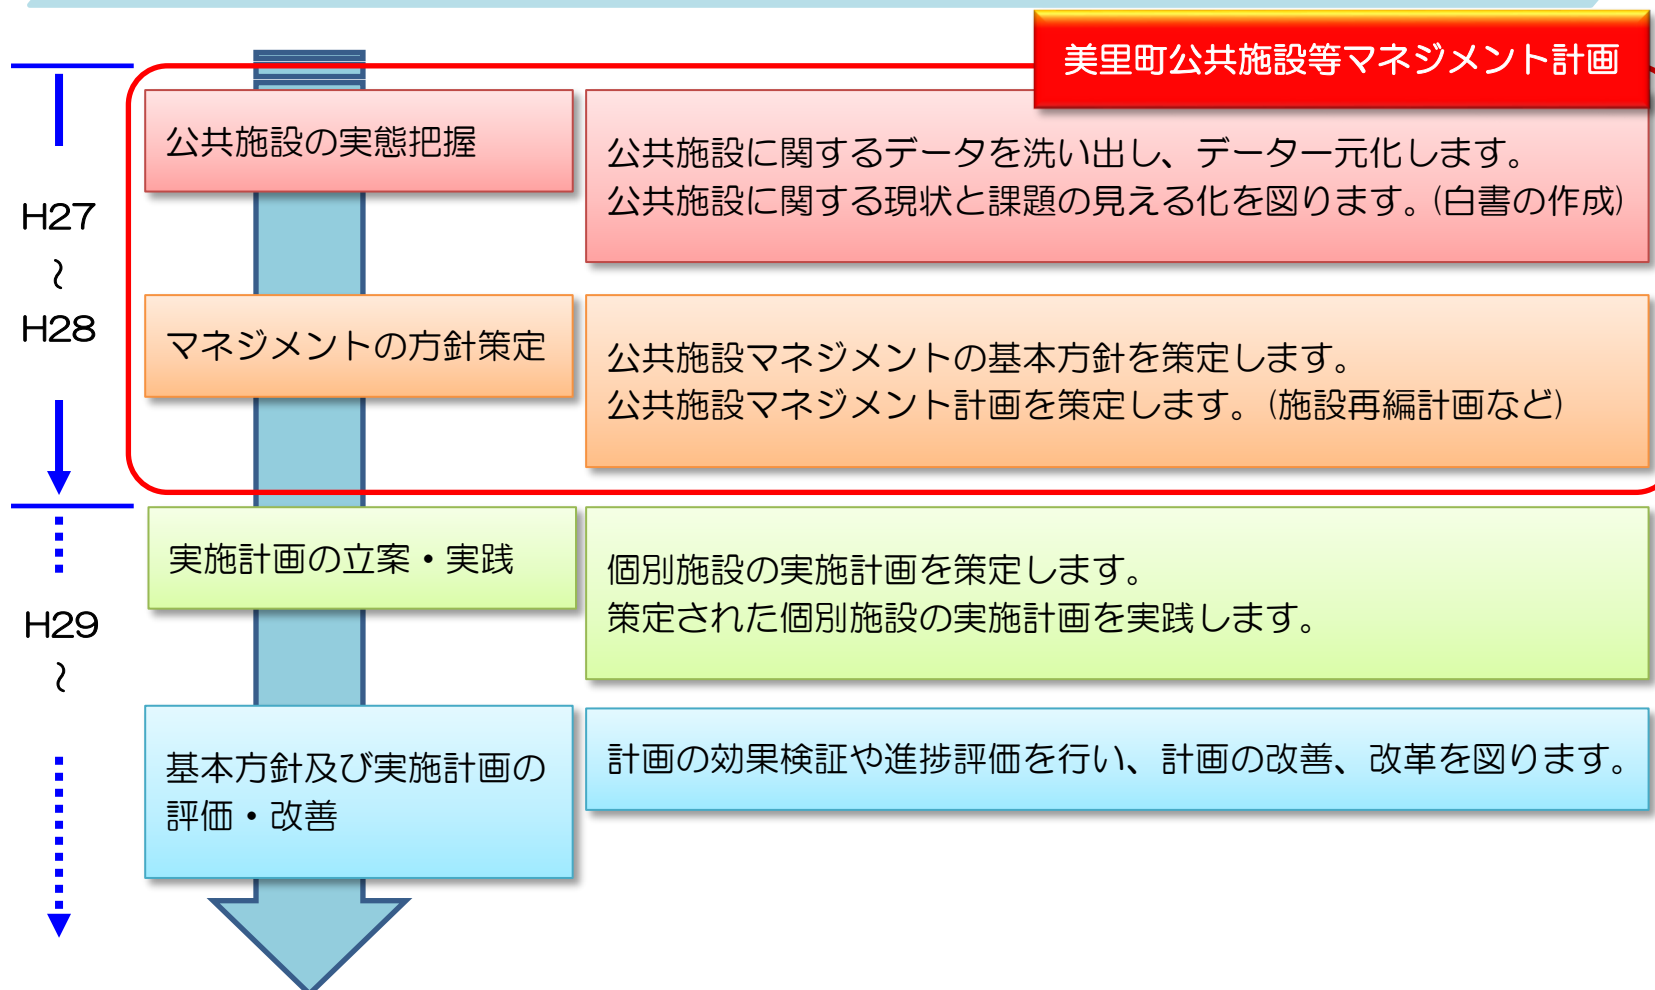 美里町公共施設等マネジメント計画
H27
～
H28
公共施設の実態把握
公共施設に関するデータを洗い出し、データ一元化します。
公共施設に関する現状と課題の見える化を図ります。(白書の作成)
マネジメントの方針策定
公共施設マネジメントの基本方針を策定します。
公共施設マネジメント計画を策定します。(施設再編計画など)
H29
～
実施計画の立案・実践
個別施設の実施計画を策定します。
策定された個別施設の実施計画を実践します。
基本方針及び実施計画の
評価・改善
計画の効果検証や進捗評価を行い、計画の改善、改革を図ります。